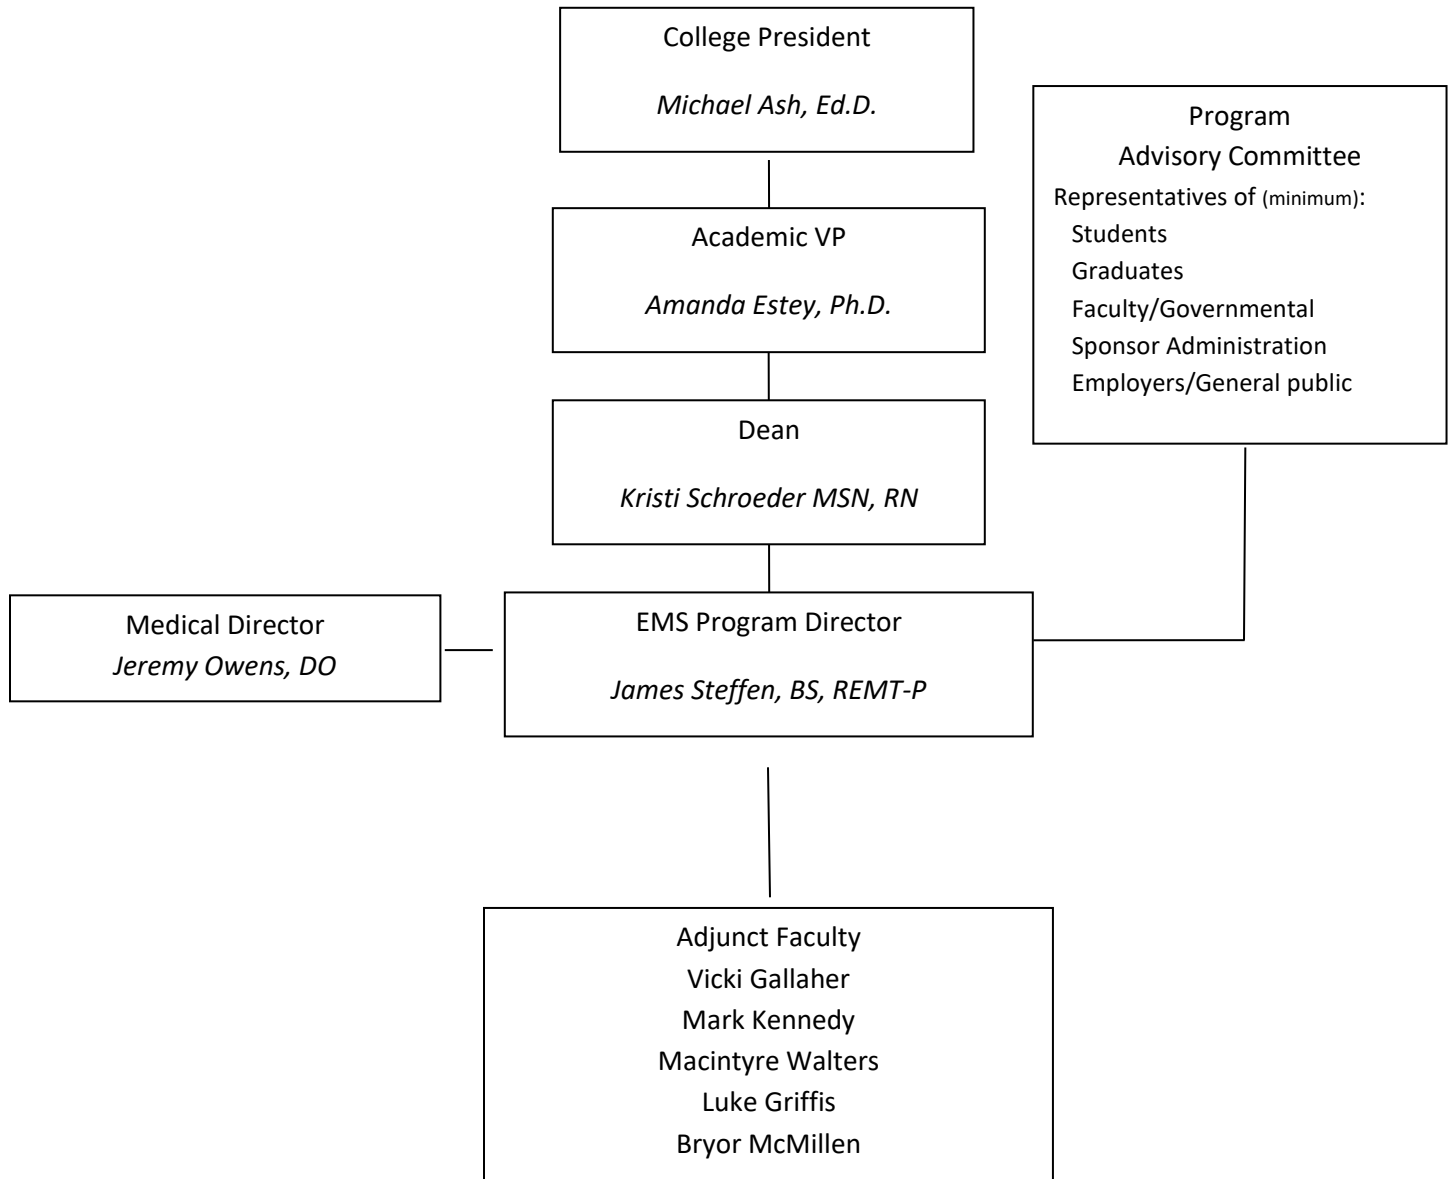 College President
Michael Ash, Ed.D.
Program
Advisory Committee
Representatives of (minimum):
Students
Graduates
Faculty/Governmental
Sponsor Administration
Employers/General public
Academic VP
Amanda Estey, Ph.D.
Dean
Kristi Schroeder MSN, RN
Medical Director
Jeremy Owens, DO
EMS Program Director
James Steffen, BS, REMT-P
Adjunct Faculty
Vicki Gallaher
Mark Kennedy
Macintyre Walters
Luke Griffis
Bryor McMillen